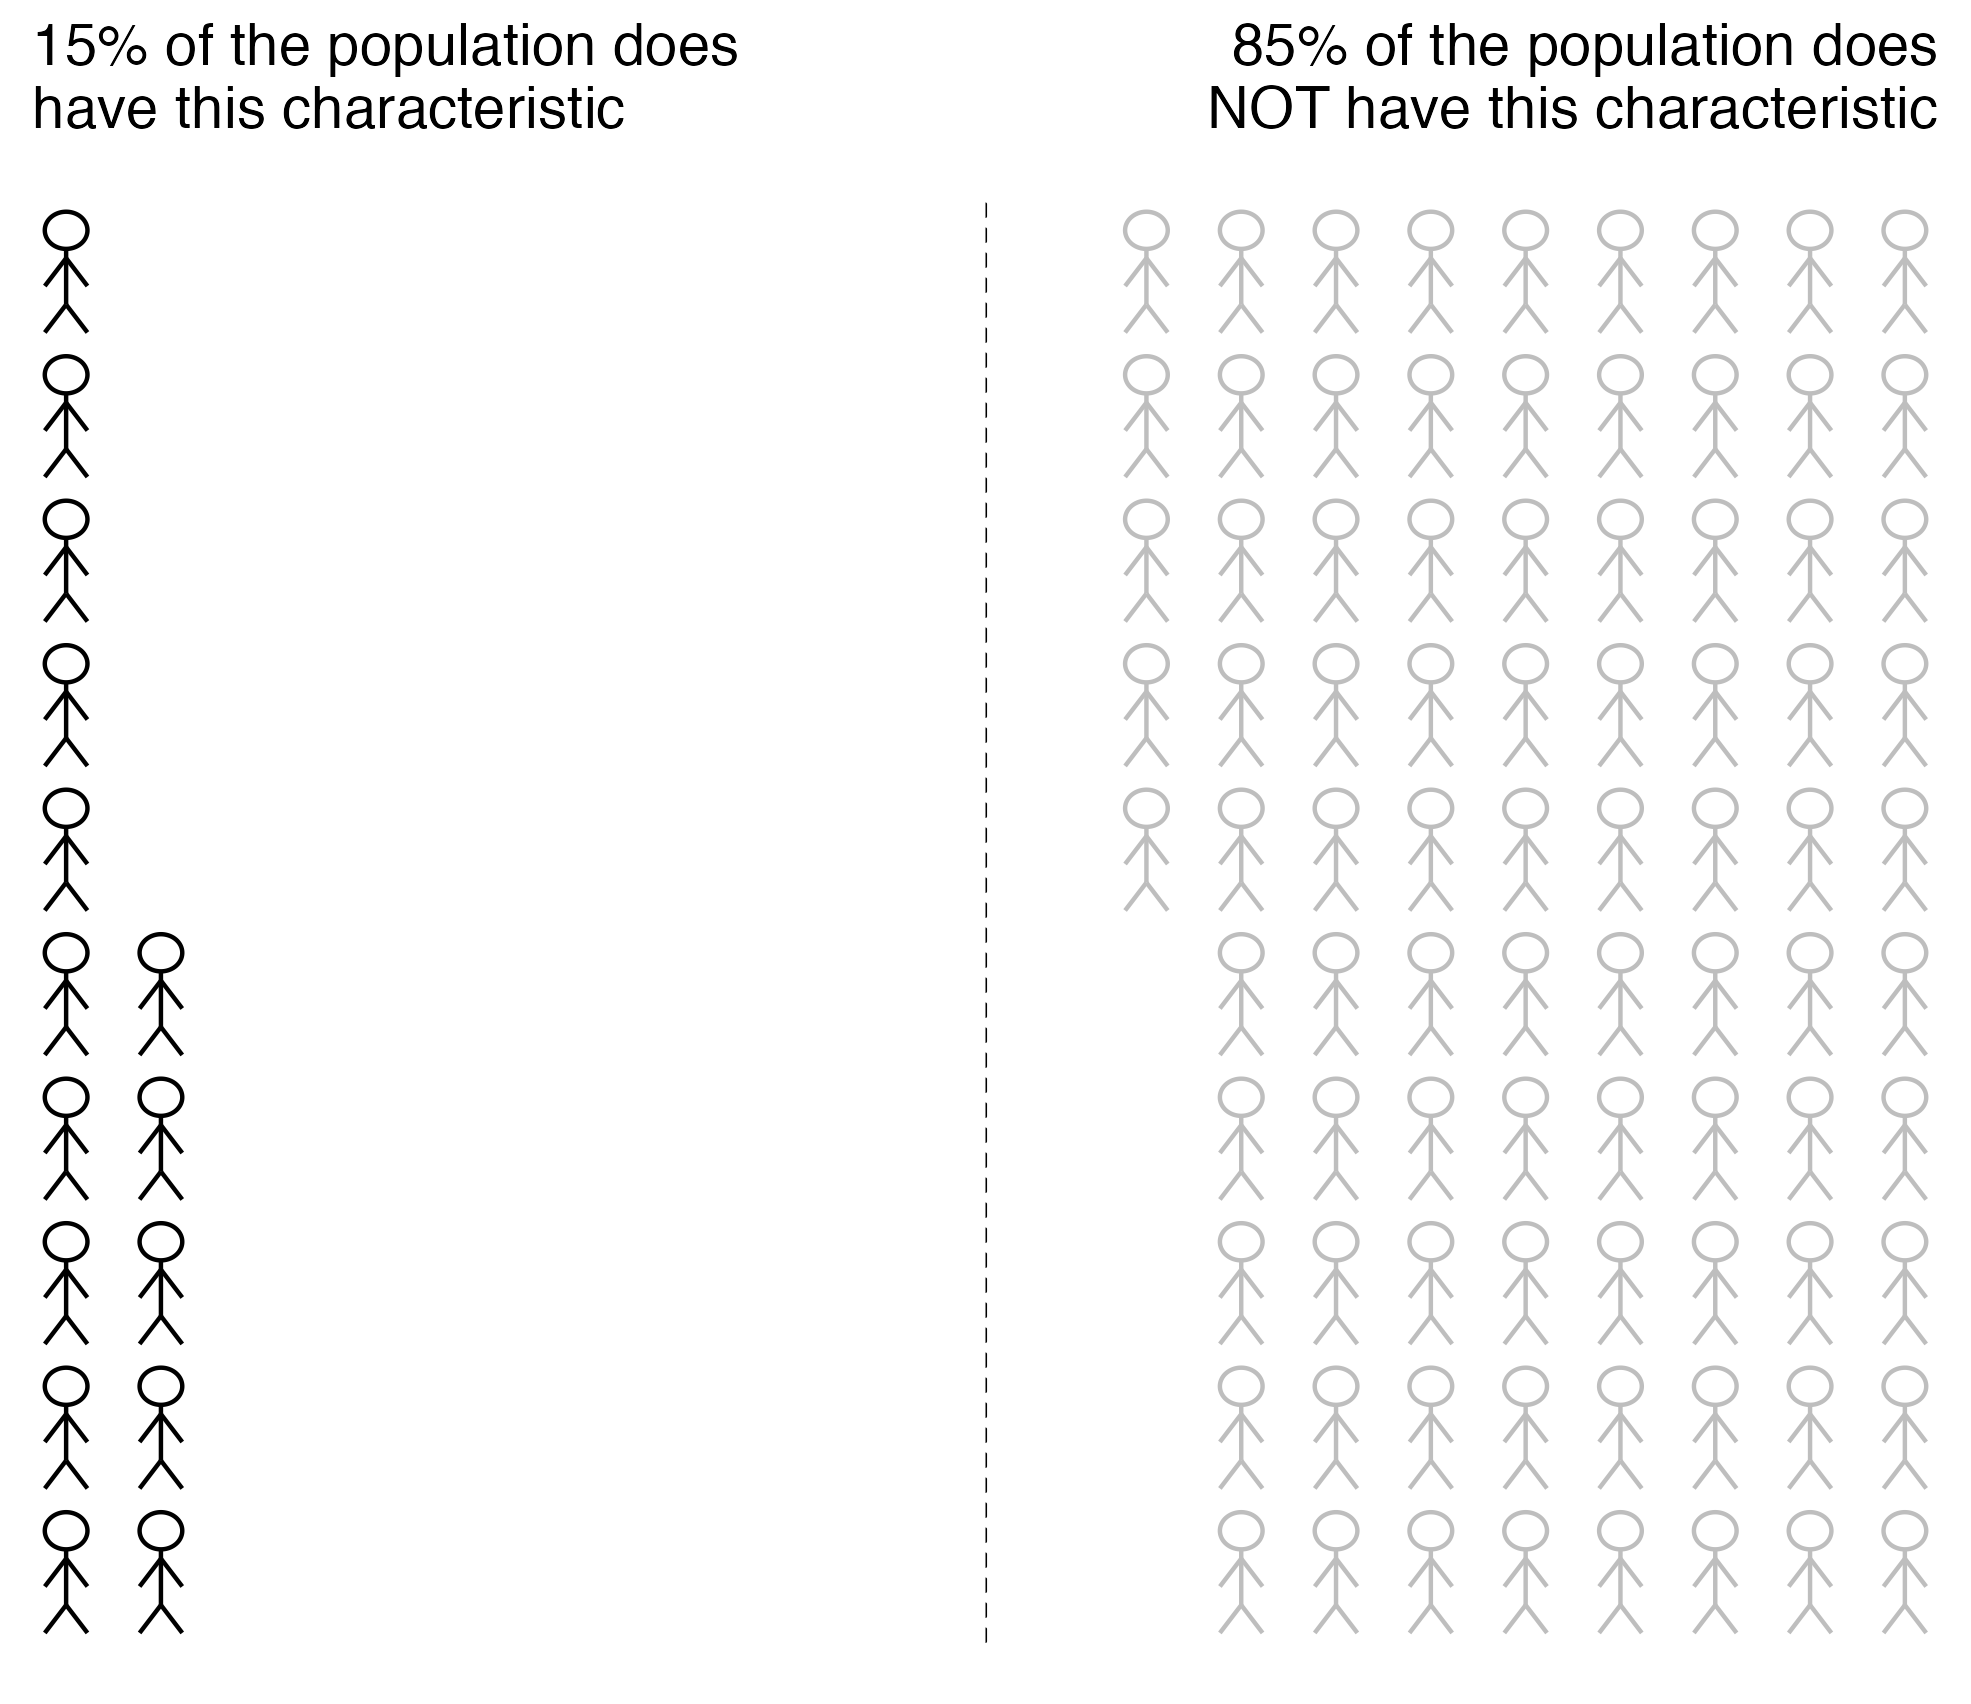 15% of the population does
have this characteristic
85% of the population does
NOT have this characteristic